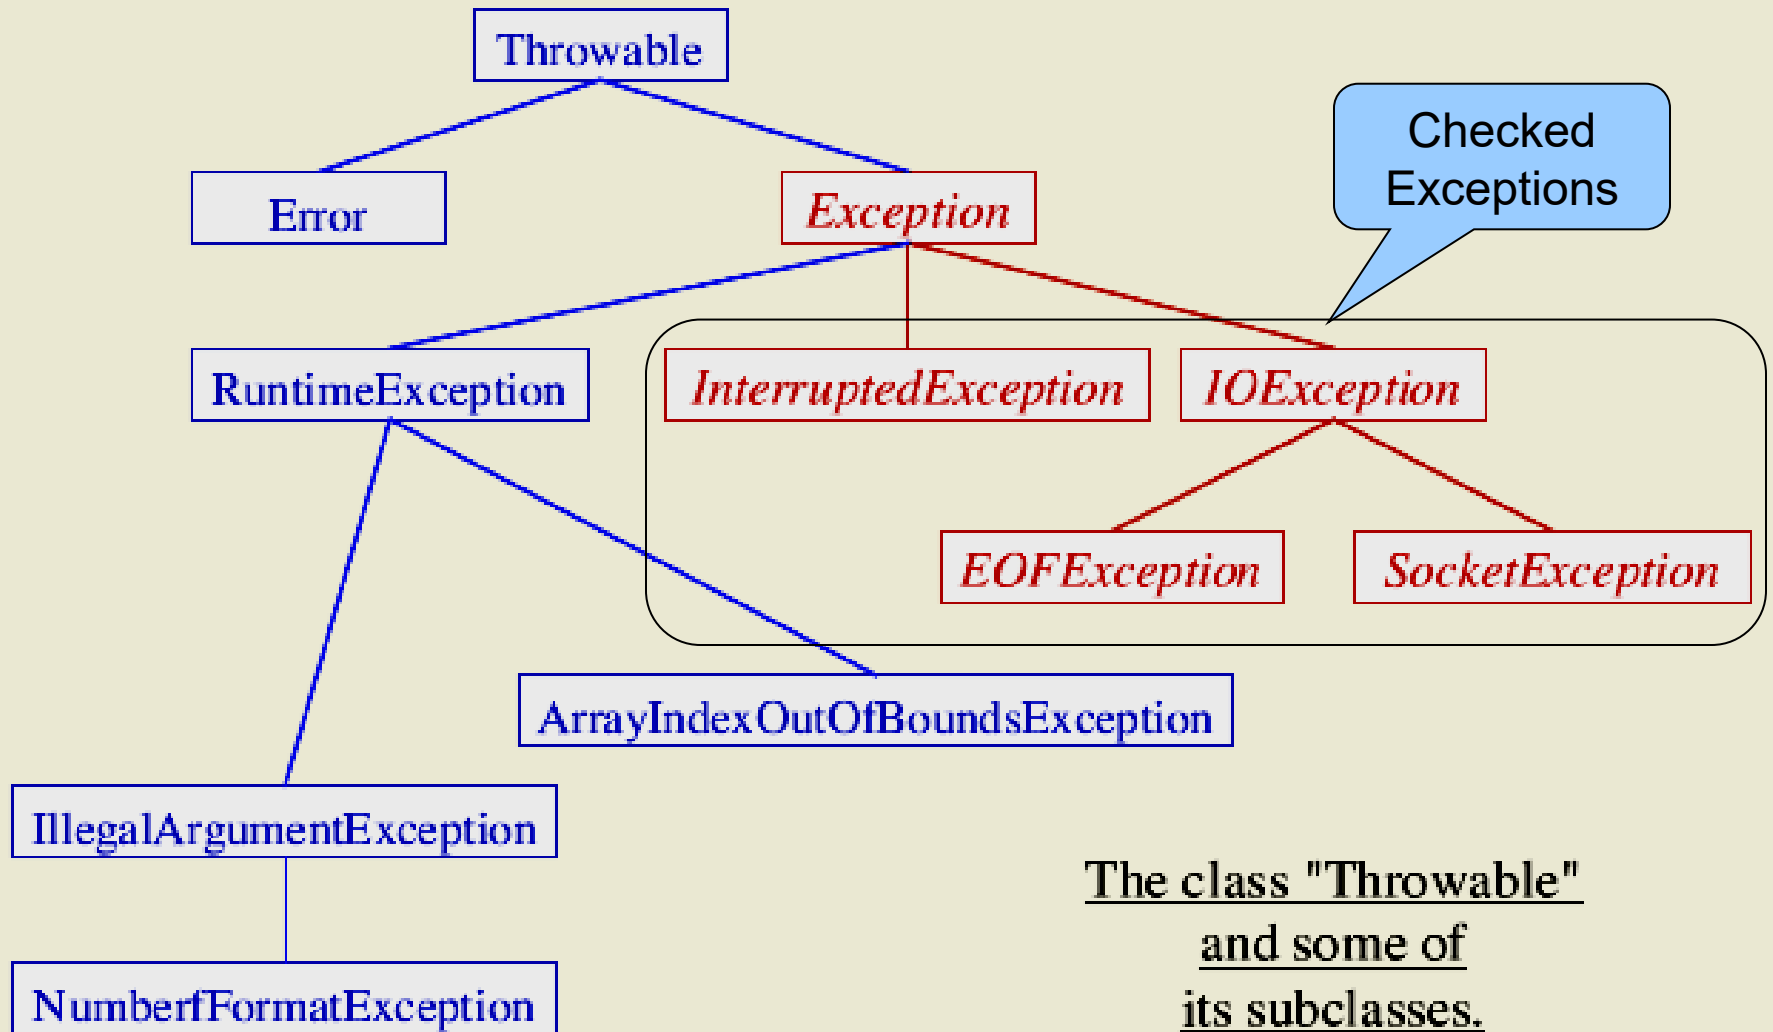 Throwable
Checked
Exceptions
Error
Exception
RuntimeException
InterruptedException
IOException
EOFException
SocketException
ArrayIndexOutOfBoundsException
IllegalArgumentException
NumberfFormatException
The class "Throwable"
and some of
its subclasses.